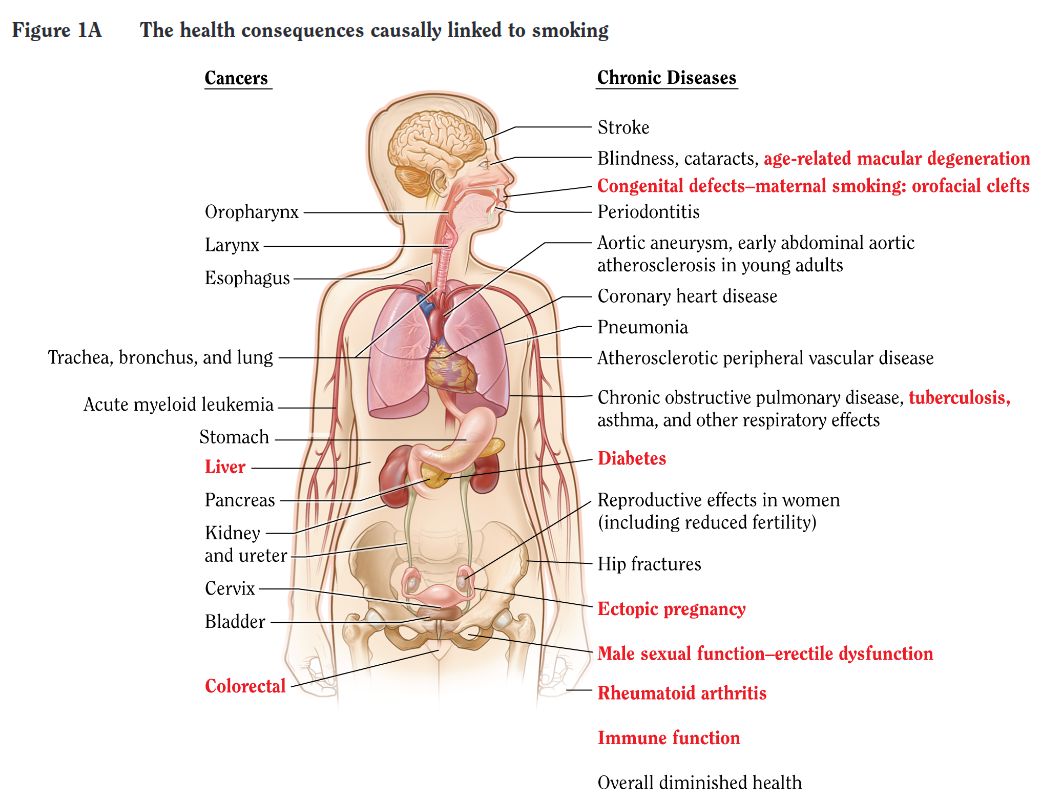 Figure 1A The health consequences causally linked to smoking
Cancers
Oropharynx
Larynx
Esophagus
Trachea, bronchus, and lung
Acute myeloid leukemia
Stomach
Liver
Pancreas
Kidney
and ureter
Cervix
Bladder
Colorectal
Chronic Diseases
Stroke
Blindness, cataracts, age-related macular degeneration
Congenital defects–maternal smoking: orofacial clefts
Periodontitis
Aortic aneurysm, early abdominal aortic
atherosclerosis in young adults
Coronary heart disease
Pneumonia
Atherosclerotic peripheral vascular disease
Chronic obstructive pulmonary disease, tuberculosis,
asthma, and other respiratory effects
Diabetes
Reproductive effects in women
(including reduced fertility)
Hip fractures
Ectopic pregnancy
Male sexual function–erectile dysfunction
Rheumatoid arthritis
Immune function
Overall diminished health